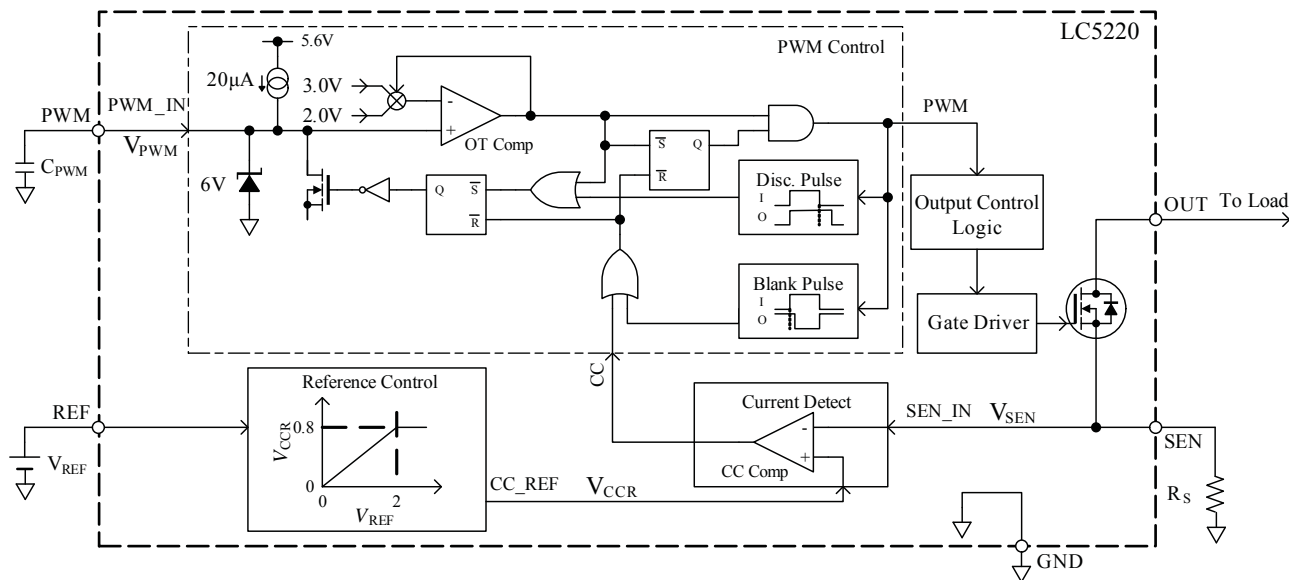 LC5220
PWM Control
5.6V
20μA
3.0V
2.0V
PWM
PWM_IN
VPWM
CPWM
6V
-
+
OT Comp
S
Q
R
PWM
Q
S
R
Disc. Pulse
I
O
Output Control
Logic
OUT
To Load
Blank Pulse
I
O
Gate Driver
CC
REF
VREF
Reference Control
VCCR
0.8
0
0
2
VREF
CC_REF
VCCR
Current Detect
-
+
CC Comp
SEN_IN
VSEN
SEN
RS
GND